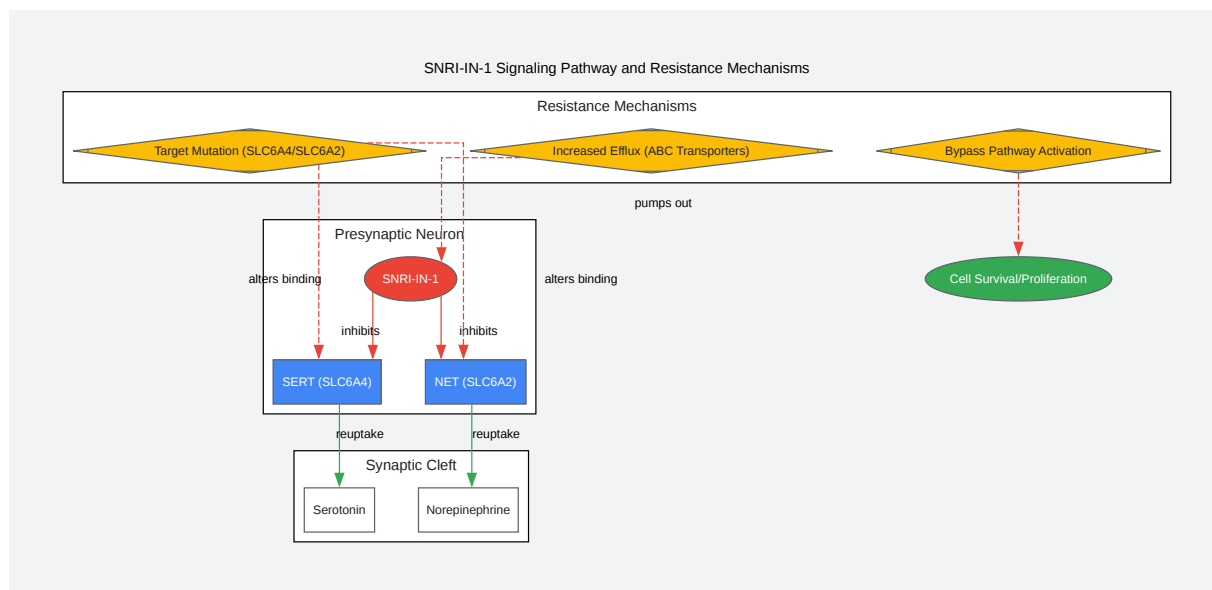 SNRI-IN-1 Signaling Pathway and Resistance Mechanisms
Resistance Mechanisms
Target Mutation (SLC6A4/SLC6A2)
Increased Efflux (ABC Transporters)
Bypass Pathway Activation
pumps out
Presynaptic Neuron
alters binding
SNRI-IN-1
alters binding
Cell Survival/Proliferation
inhibits
inhibits
SERT (SLC6A4)
NET (SLC6A2)
reuptake
reuptake
Synaptic Cleft
Serotonin
Norepinephrine